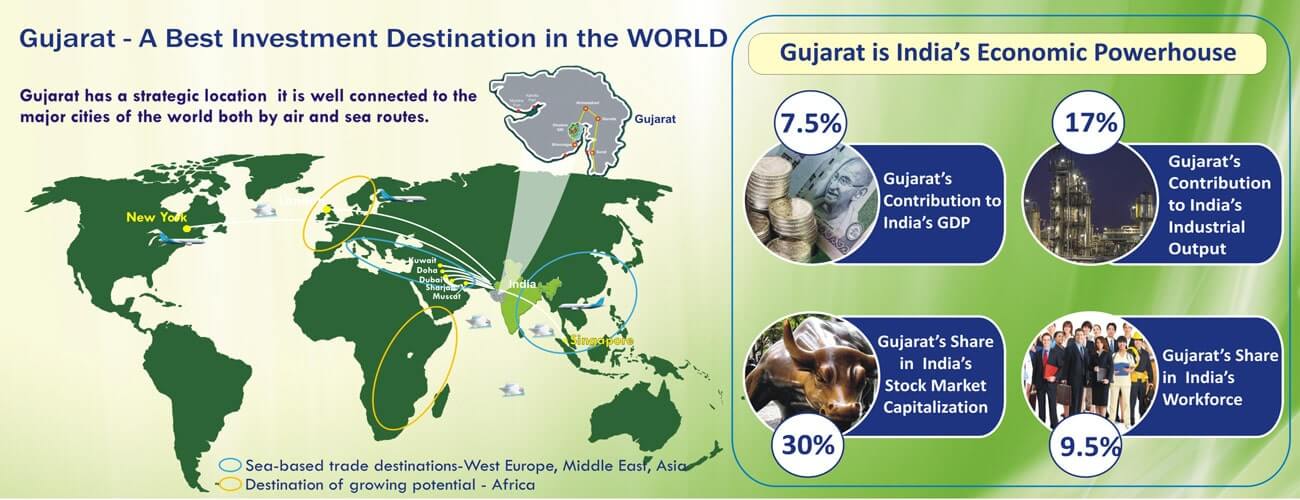 Gujarat - A Best Investment Destination in the WORLD
Gujarat has a strategic location it is well connected to the
major cities of the world both by air and sea routes.
Gujarat
New York
Kuwait
Doha
Dubai
Sharjah
Muscat
India
Singapore
Sea-based trade destinations-West Europe, Middle East, Asia
Destination of growing potential - Africa
Gujarat is India's Economic Powerhouse
7.5%
Gujarat's
Contribution to
India's GDP
17%
Gujarat's
Contribution
to India's
Industrial
Output
Gujarat's Share
in India's
Stock Market
Capitalization
30%
Gujarat's Share
in India's
Workforce
9.5%